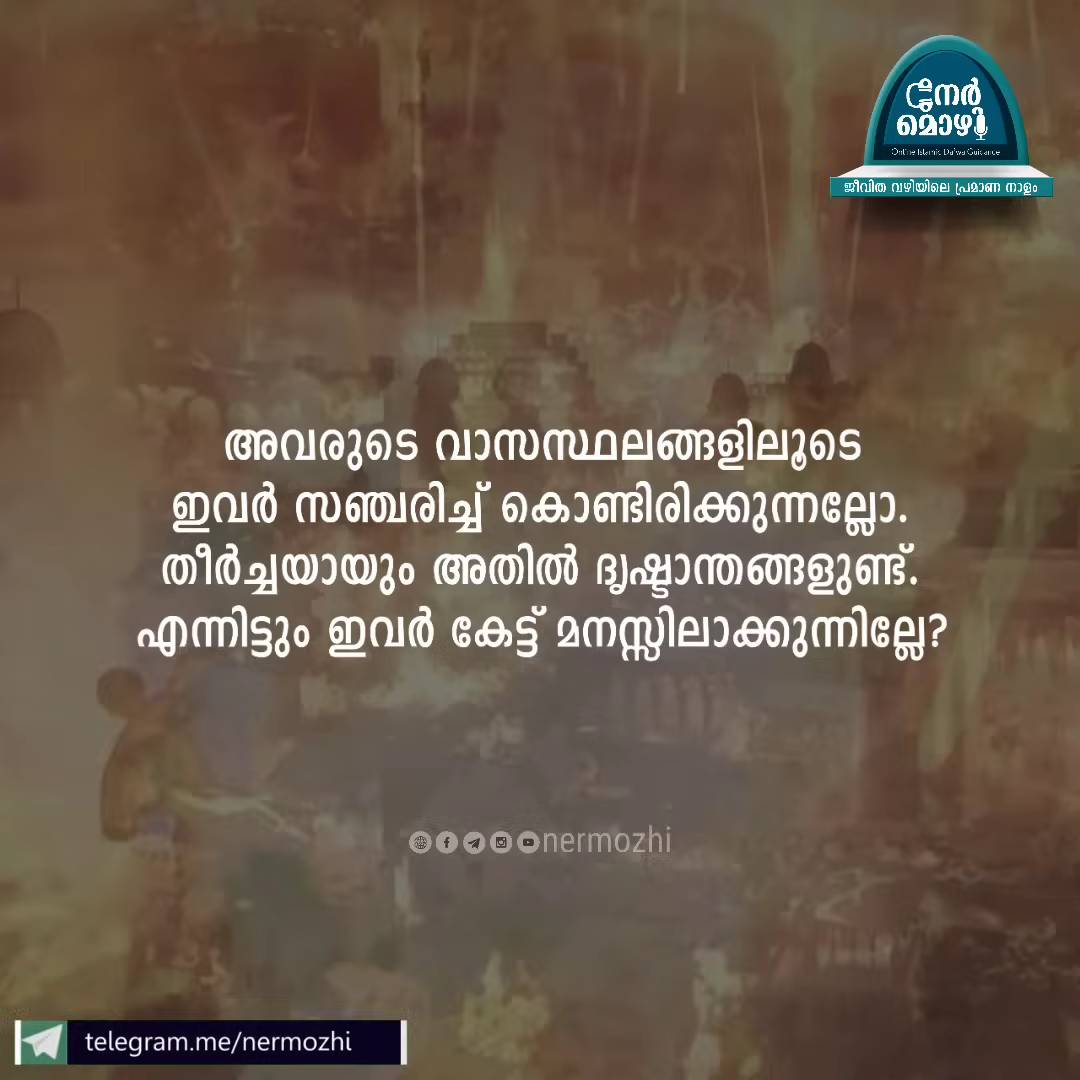 നേർ
മൊഴി
Online Islamic Da'wa Guidance
ജീവിത വഴിയിലെ പ്രമാണ നാളം
അവരുടെ വാസസ്ഥലങ്ങളിലൂടെ
ഇവർ സഞ്ചരിച്ച് കൊണ്ടിരിക്കുന്നല്ലോ.
തീർച്ചയായും അതിൽ ദൃഷ്ടാന്തങ്ങളുണ്ട്.
എന്നിട്ടും ഇവർ കേട്ട് മനസ്സിലാക്കുന്നില്ലേ?
nermozhi
telegram.me/nermozhi